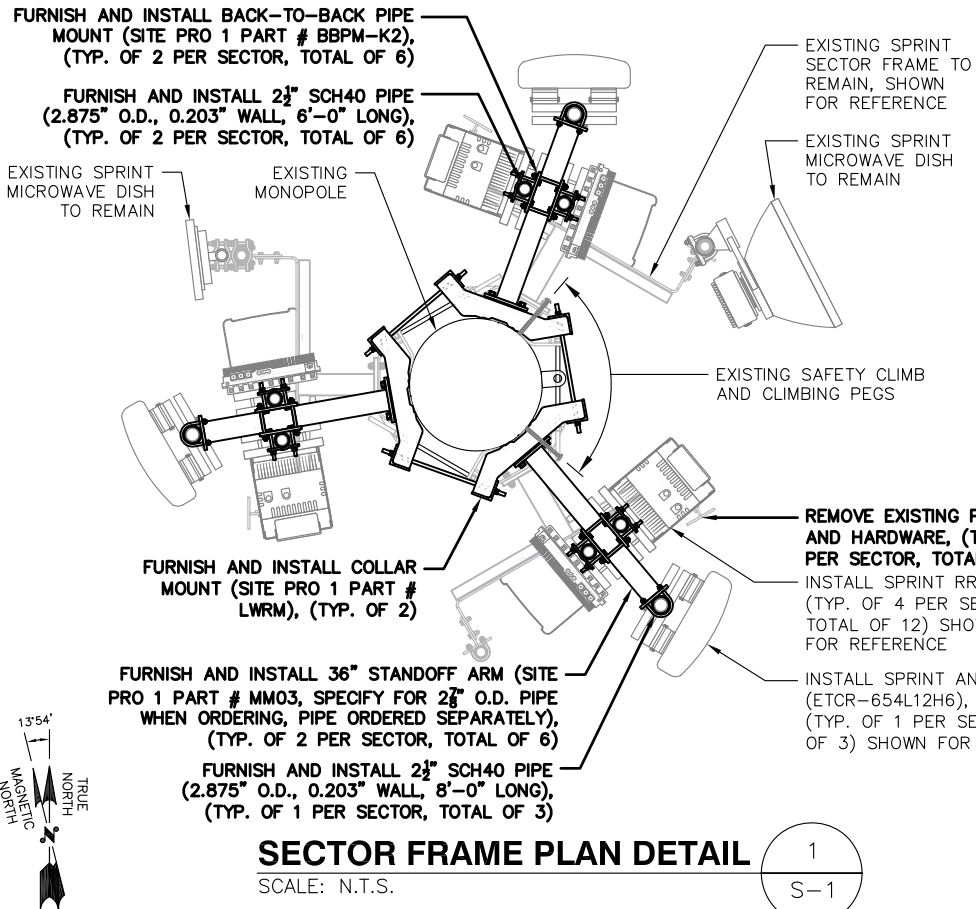 FURNISH AND INSTALL BACK-TO-BACK PIPE
MOUNT (SITE PRO 1 PART # BBPM-K2),
(TYP. OF 2 PER SECTOR, TOTAL OF 6)
FURNISH AND INSTALL 2½" SCH40 PIPE
(2.875" O.D., 0.203" WALL, 6'-0" LONG),
(TYP. OF 2 PER SECTOR, TOTAL OF 6)
EXISTING SPRINT
MICROWAVE DISH
TO REMAIN
EXISTING
MONOPOLE
EXISTING SPRINT
SECTOR FRAME TO
REMAIN, SHOWN
FOR REFERENCE
EXISTING SPRINT
MICROWAVE DISH
TO REMAIN
EXISTING SAFETY CLIMB
AND CLIMBING PEGS
REMOVE EXISTING
AND HARDWARE,
PER SECTOR,
INSTALL SPRINT
(TYP. OF 4 PER
TOTAL OF 12)
FOR REFERENCE
INSTALL SPRINT
(ETCR-654L12H6),
(TYP. OF 1 PER
OF 3) SHOWN FOR
FURNISH AND INSTALL COLLAR
MOUNT (SITE PRO 1 PART #
LWRM), (TYP. OF 2)
FURNISH AND INSTALL 36" STANDOFF ARM (SITE
PRO 1 PART # MM03, SPECIFY FOR 2⅞" O.D. PIPE
WHEN ORDERING, PIPE ORDERED SEPARATELY),
(TYP. OF 2 PER SECTOR, TOTAL OF 6)
FURNISH AND INSTALL 2½" SCH40 PIPE
(2.875" O.D., 0.203" WALL, 8'-0" LONG),
(TYP. OF 1 PER SECTOR, TOTAL OF 3)
13°54'
TRUE
NORTH
MAGNETIC
NORTH
N
SECTOR FRAME PLAN DETAIL
SCALE: N.T.S.
1
S-1